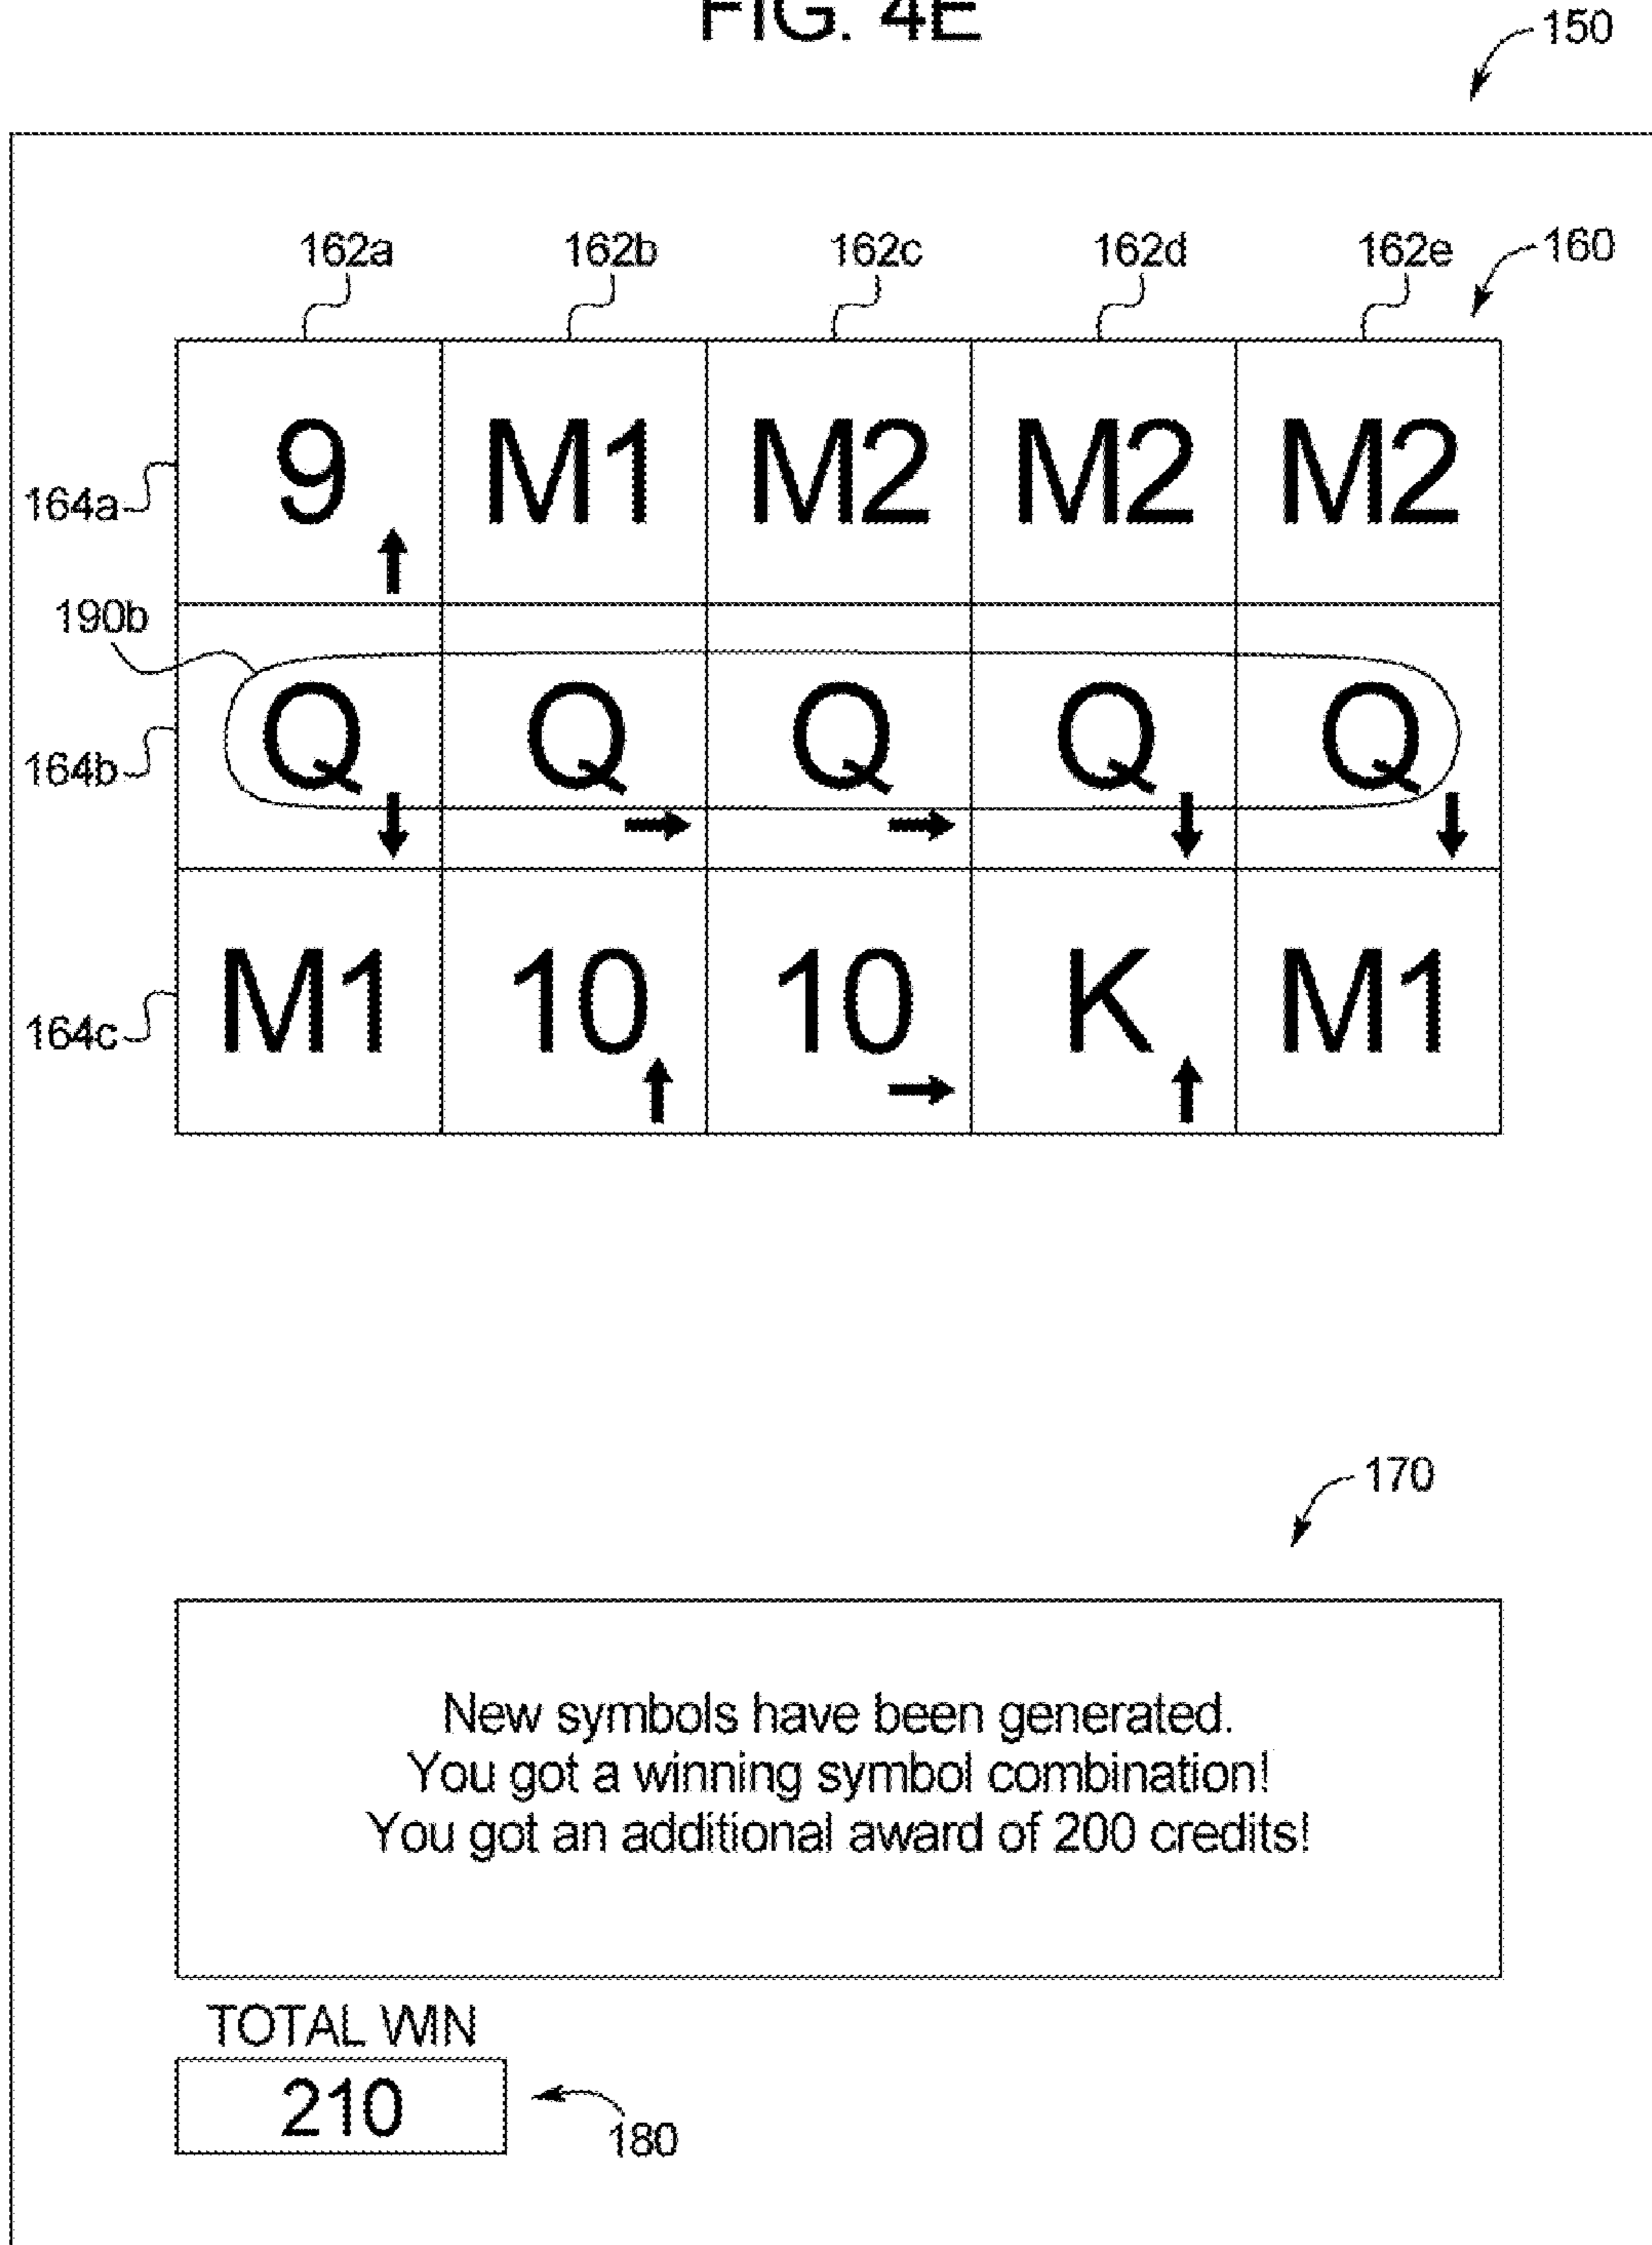 FIG. 4E
150
162a 162b 162c 162d 162e 160
9 M1 M2 M2 M2
164a
190b
Q Q Q Q Q
164b
M1 10 10 K M1
164c
170
New symbols have been generated.
You got a winning symbol combination!
You got an additional award of 200 credits!
TOTAL WIN
210
180